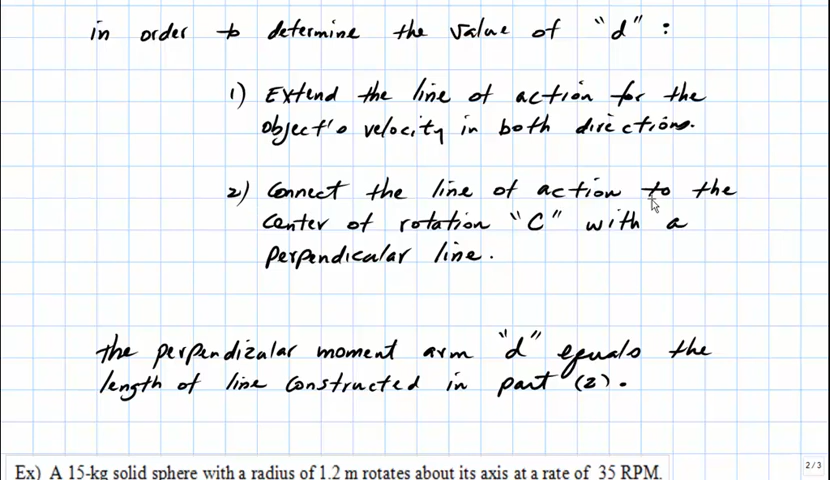 in order to determine the value of "d" :
1) Extend the line of action for the
object's velocity in both directions.
2) Connect the line of action to the
center of rotation "C" with a
perpendicular line.
the perpendicular moment arm "d" equals the
length of line constructed in part (2).
2/3
Ex) A 15-kg solid sphere with a radius of 1.2 m rotates about its axis at a rate of 35 RPM.